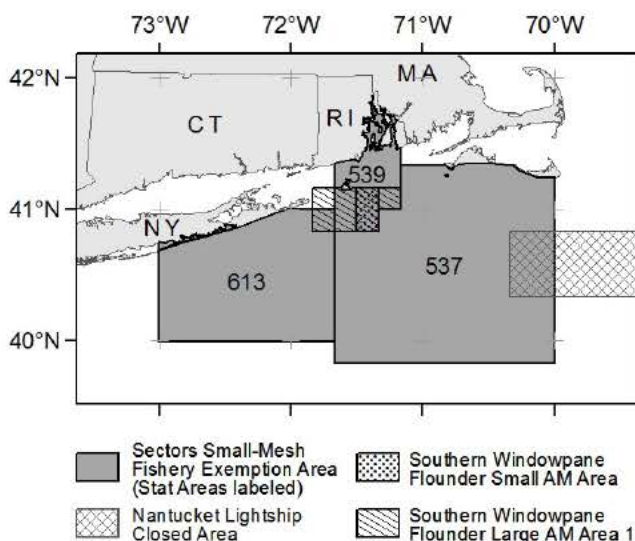 73°W 72°W 71°W 70°W
42°N
MA
RI
CT
539
41°N
NY
537
613
40°N
Sectors Small-Mesh
Fishery Exemption Area
(Stat Areas labeled)
Nantucket Lightship
Closed Area
Southern Windowpane
Flounder Small AM Area
Southern Windowpane
Flounder Large AM Area 1